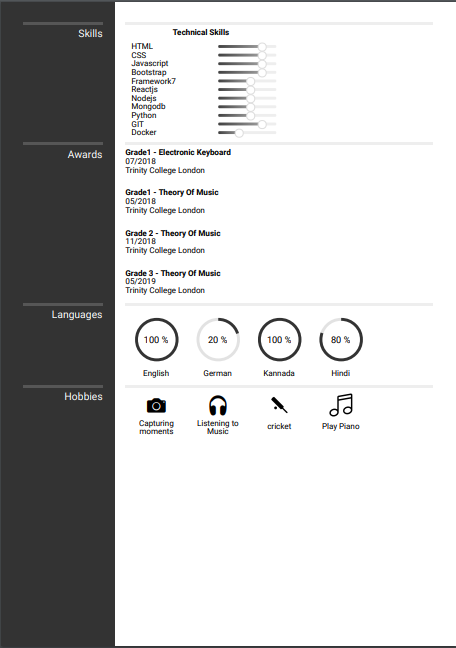 Skills
Technical Skills
HTML
CSS
Javascript
Bootstrap
Framework7
Reactjs
Nodejs
Mongodb
Python
GIT
Docker
Awards
Grade1 - Electronic Keyboard
07/2018
Trinity College London
Grade1 - Theory Of Music
05/2018
Trinity College London
Grade 2 - Theory Of Music
11/2018
Trinity College London
Grade 3 - Theory Of Music
05/2019
Trinity College London
Languages
100 % 20 % 100 % 80 %
English German Kannada Hindi
Hobbies
Capturing moments
Listening to Music
cricket
Play Piano